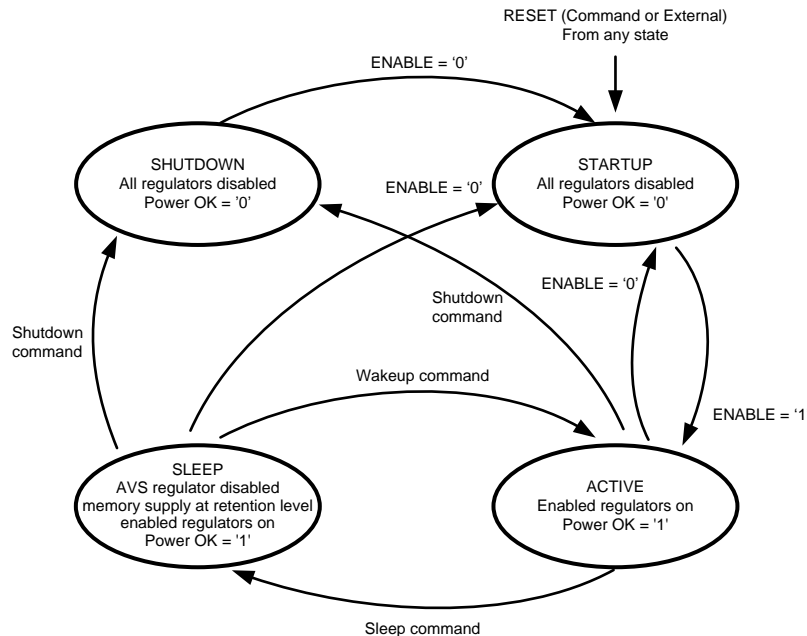 RESET (Command or External)
From any state
ENABLE = ‘0’
SHUTDOWN
All regulators disabled
Power OK = '0'
STARTUP
All regulators disabled
Power OK = '0'
ENABLE = ‘0’
ENABLE = ‘0’
Shutdown
command
Shutdown
command
Wakeup command
ENABLE = ‘1
SLEEP
AVS regulator disabled
memory supply at retention level
enabled regulators on
Power OK = '1'
ACTIVE
Enabled regulators on
Power OK = '1'
Sleep command